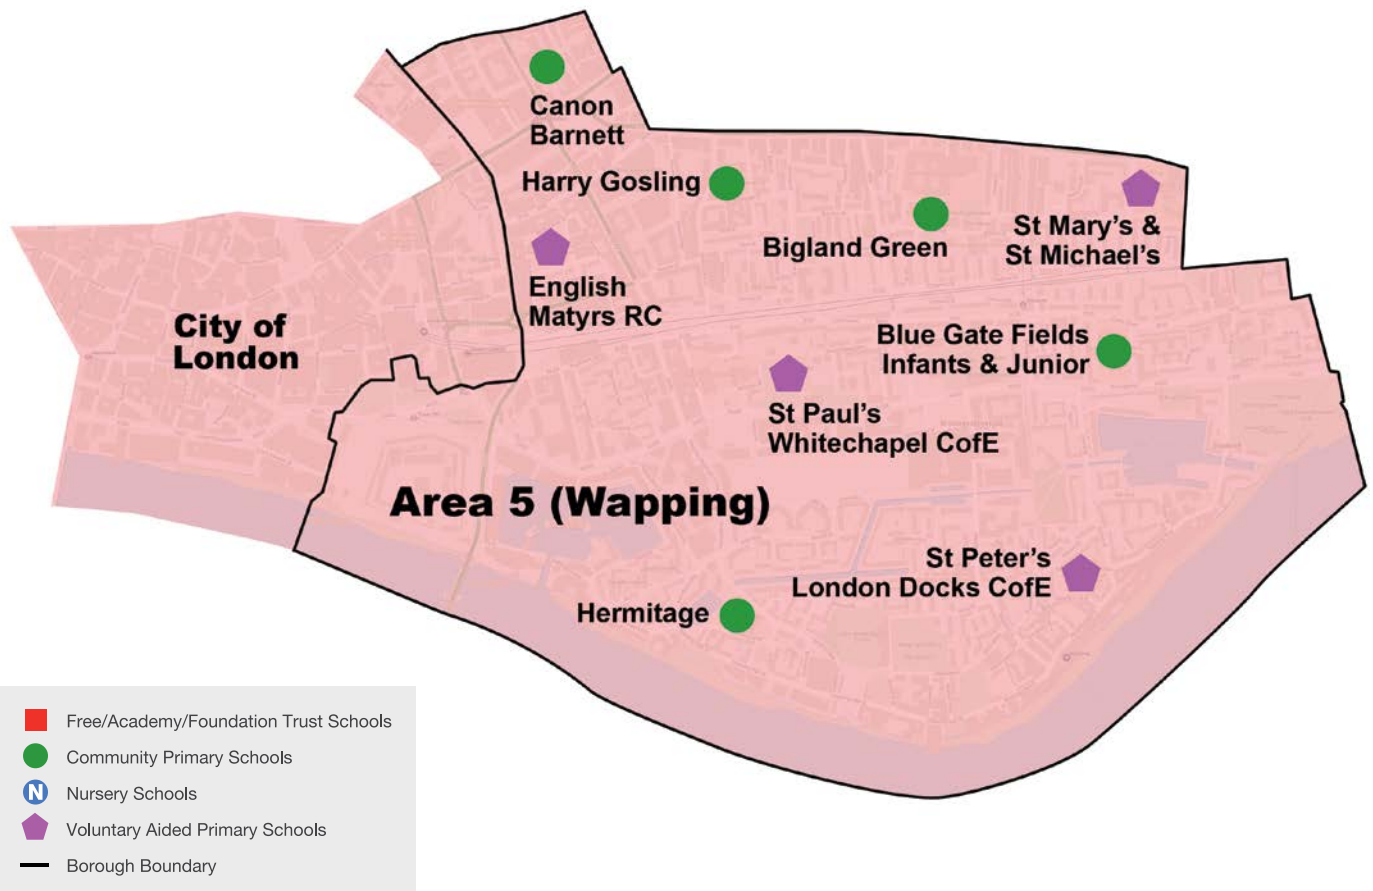 Canon
Barnett
Harry Gosling
Bigland Green
St Mary's &
St Michael's
English
Matyrs RC
City of
London
Blue Gate Fields
Infants & Junior
St Paul's
Whitechapel CofE
Area 5 (Wapping)
St Peter's
London Docks CofE
Hermitage
Free/Academy/Foundation Trust Schools
Community Primary Schools
N Nursery Schools
Voluntary Aided Primary Schools
Borough Boundary